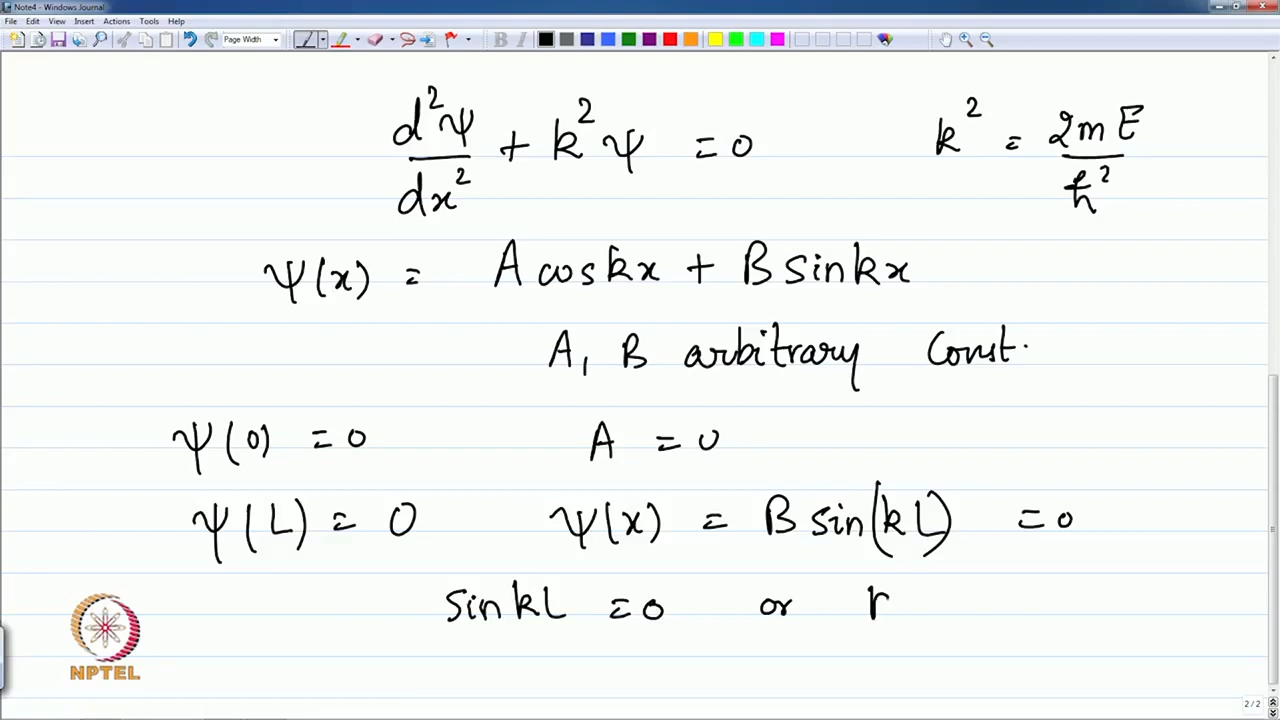 Note4 - Windows Journal
File Edit View Insert Actions Tools Help
Page Width
d²ψ/dx² + k²ψ = 0 k² = 2mE/ħ²
ψ(x) = A cos kx + B sin kx
A, B arbitrary Const.
ψ(0) = 0 A = 0
ψ(L) = 0 ψ(x) = B sin(kL) = 0
sin kL = 0 or
NPTEL
2 / 2